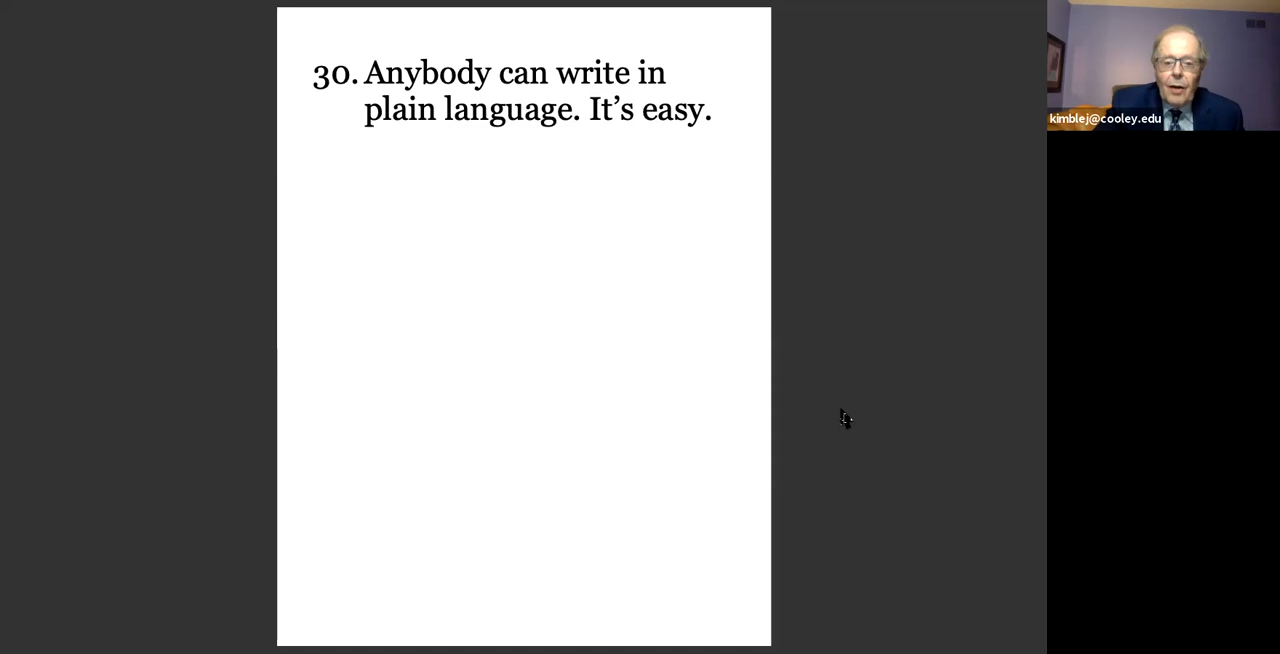 30. Anybody can write in
plain language. It’s easy.
kimblej@cooley.edu